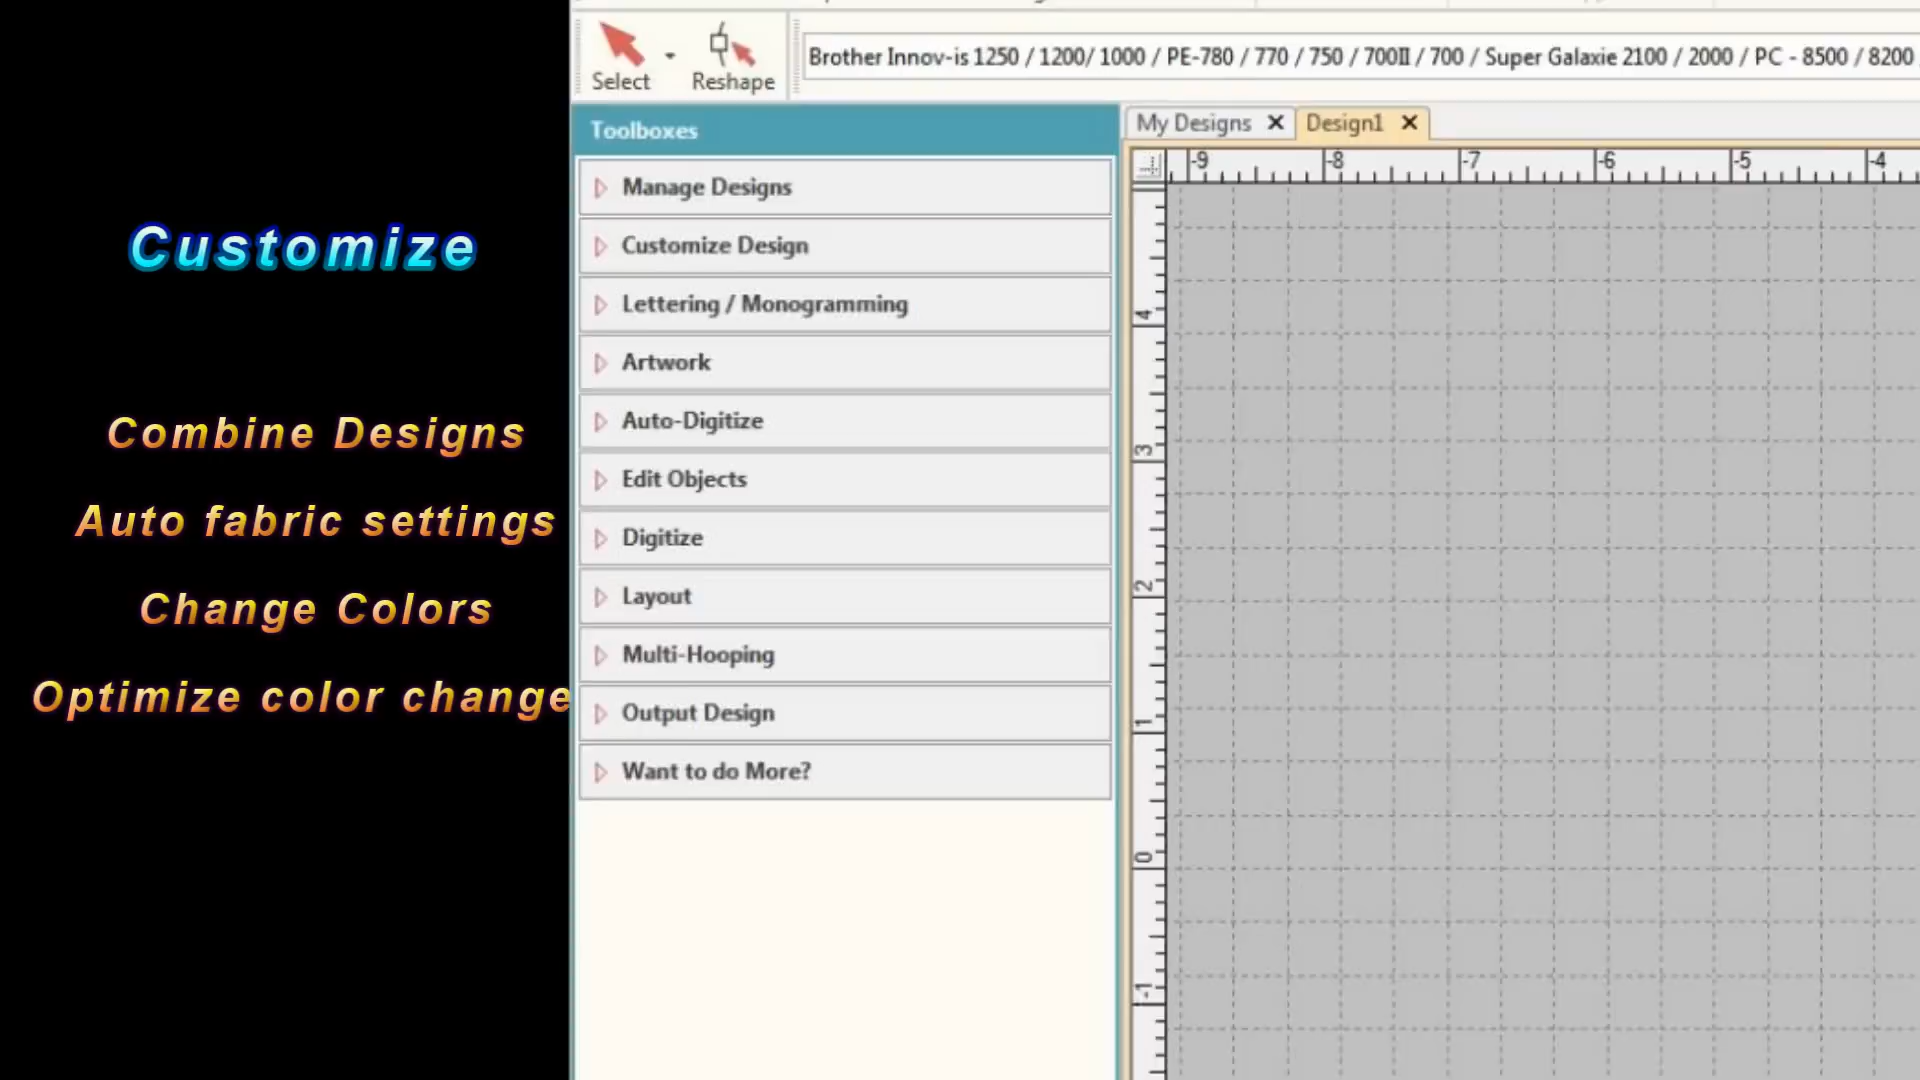 Customize
Combine Designs
Auto fabric settings
Change Colors
Optimize color change
Select
Reshape
Brother Innov-is 1250 / 1200/ 1000 / PE-780 / 770 / 750 / 700II / 700 / Super Galaxie 2100 / 2000 / PC - 8500 / 8200
Toolboxes
Manage Designs
Customize Design
Lettering / Monogramming
Artwork
Auto-Digitize
Edit Objects
Digitize
Layout
Multi-Hooping
Output Design
Want to do More?
My Designs X Design1 X
-9 -8 -7 -6 -5 -4
4
3
2
1
0
-1